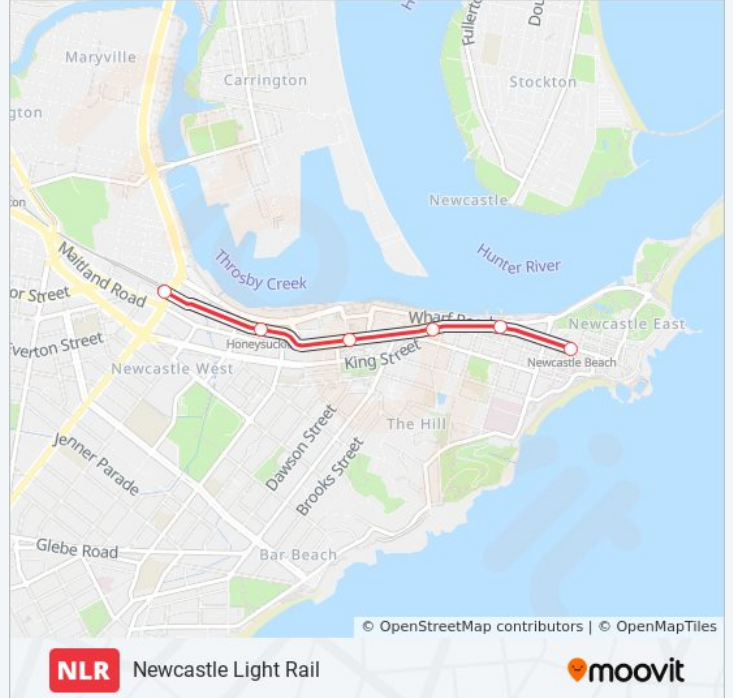 Maryville
Carrington
Stockton
Newcastle
Hunter River
Throsby Creek
Maitland Road
Wharf
Newcastle East
Newcastle Beach
King Street
Newcastle West
The Hill
Dawson Street
Brooks Street
Jenner Parade
Glebe Road
Bar Beach
© OpenStreetMap contributors | © OpenMapTiles
NLR Newcastle Light Rail
moovit